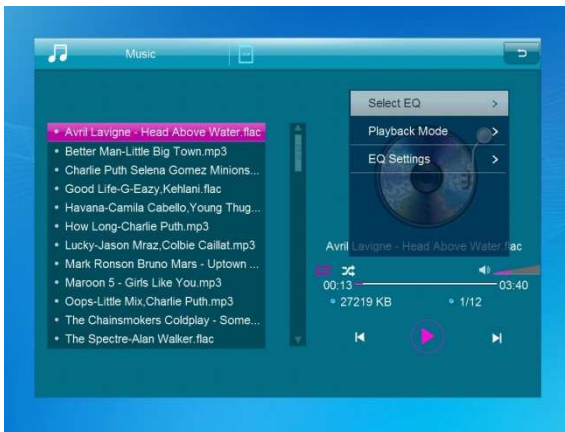 Music
Select EQ >
Playback Mode >
EQ Settings >
• Avril Lavigne - Head Above Water.flac
• Better Man-Little Big Town.mp3
• Charlie Puth Selena Gomez Minions...
• Good Life-G-Eazy,Kehlani.flac
• Havana-Camila Cabello,Young Thug...
• How Long-Charlie Puth.mp3
• Lucky-Jason Mraz,Colbie Caillat.mp3
• Mark Ronson Bruno Mars - Uptown ...
• Maroon 5 - Girls Like You.mp3
• Oops-Little Mix,Charlie Puth.mp3
• The Chainsmokers Coldplay - Some...
• The Spectre-Alan Walker.flac
Avril Lavigne - Head Above Water.flac
00:13 03:40
27219 KB 1/12